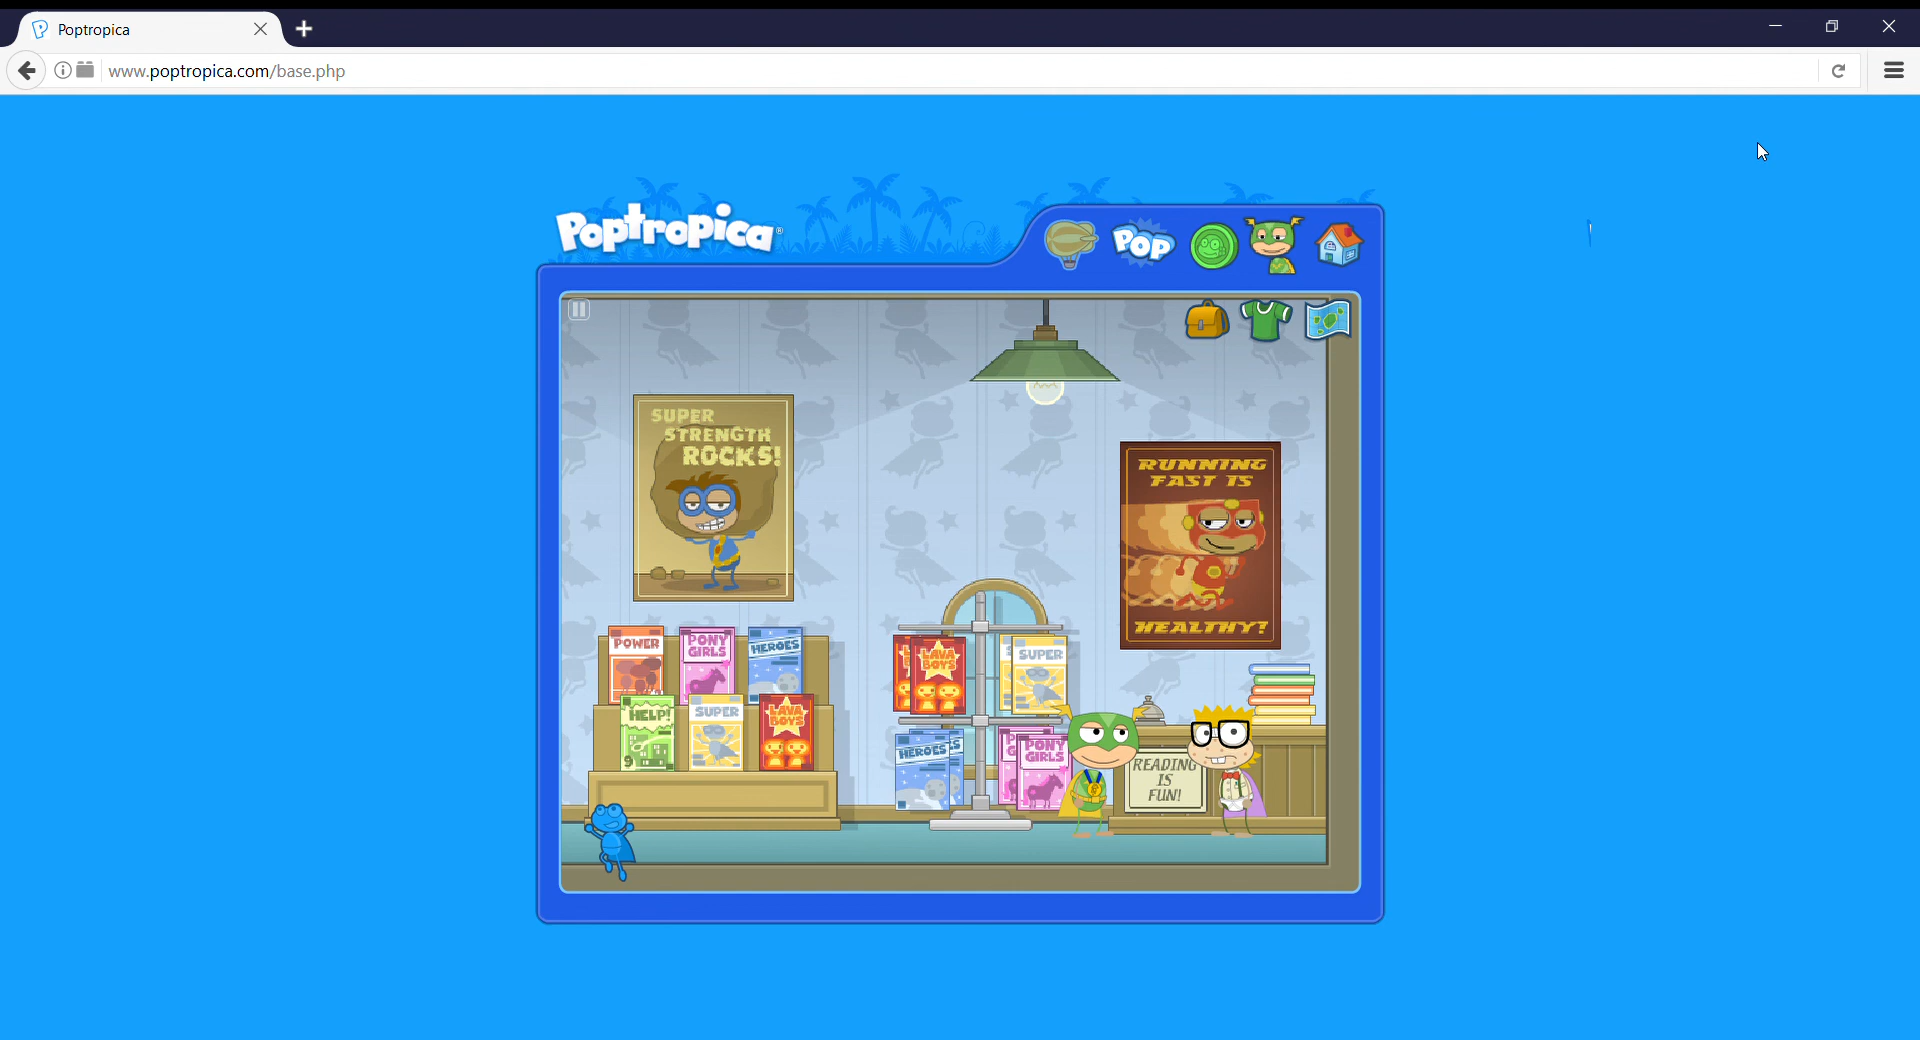 Poptropica
www.poptropica.com/base.php
Poptropica®
POP
SUPER
STRENGTH
ROCKS!
RUNNING
FAST IS
HEALTHY!
POWER
PONY
GIRLS
HEROES
HELP!
SUPER
LAVA
BOYS
LAVA
BOYS
SUPER
HEROES
PONY
GIRLS
READING
IS
FUN!